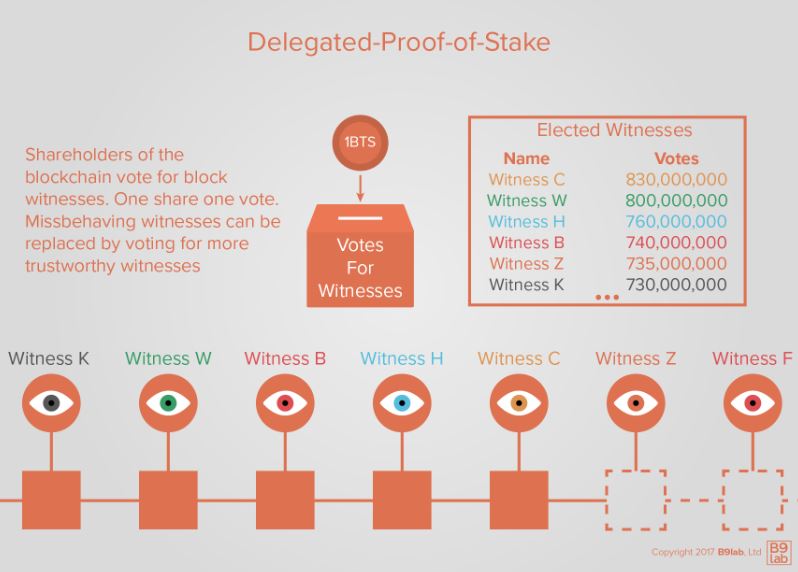 Delegated-Proof-of-Stake
Shareholders of the
blockchain vote for block
witnesses. One share one vote.
Missbehaving witnesses can be
replaced by voting for more
trustworthy witnesses
1BTS
Votes
For
Witnesses
Elected Witnesses
Name Votes
Witness C 830,000,000
Witness W 800,000,000
Witness H 760,000,000
Witness B 740,000,000
Witness Z 735,000,000
Witness K 730,000,000
...
Witness K Witness W Witness B Witness H Witness C Witness Z Witness F
Copyright 2017 B9lab, Ltd
B9
lab